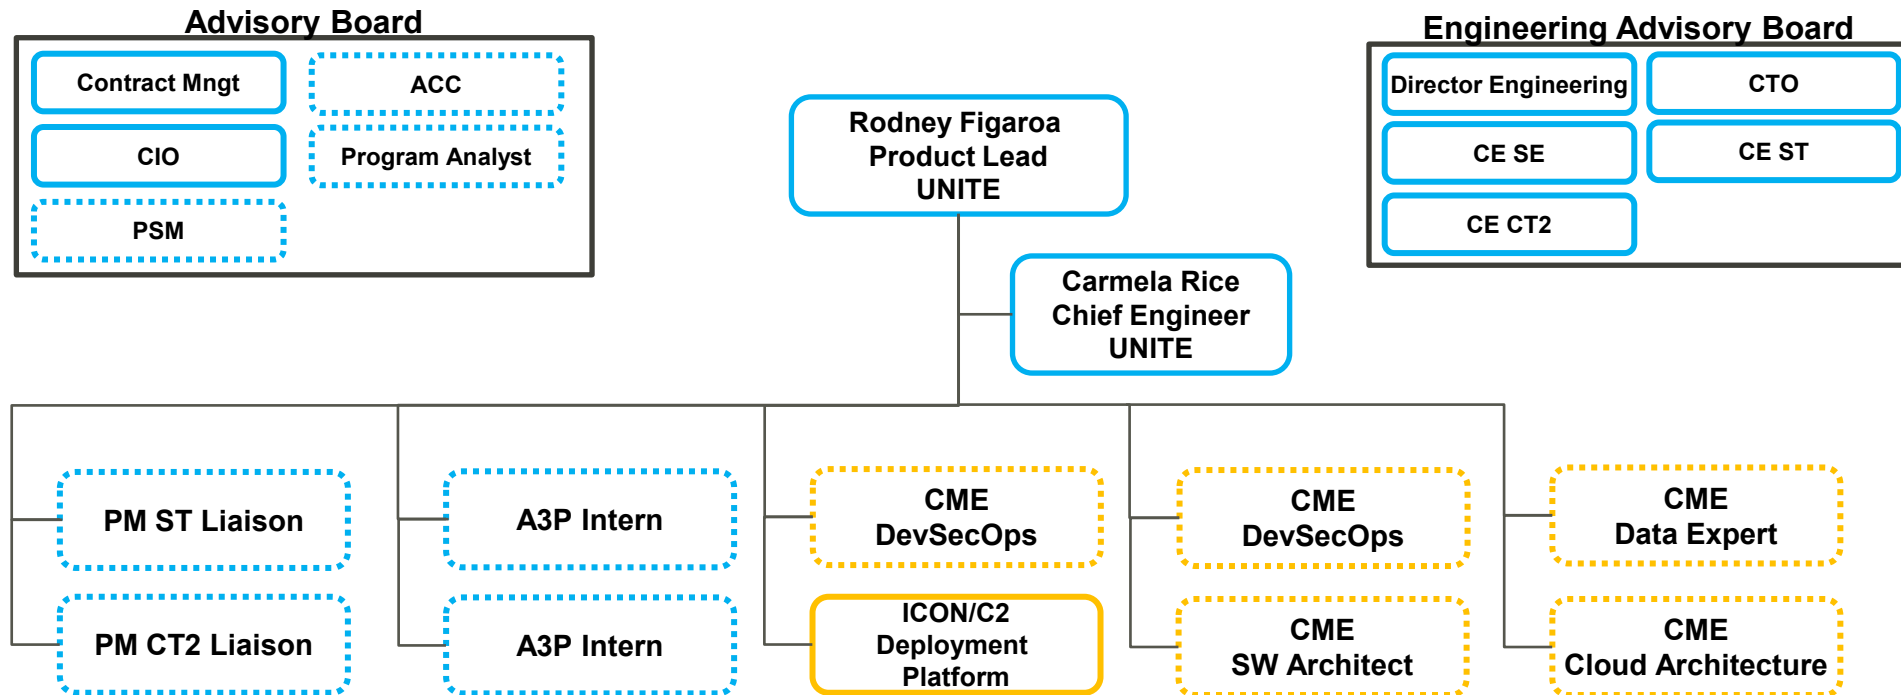 Advisory Board
Contract Mngt
ACC
CIO
Program Analyst
PSM
Engineering Advisory Board
Director Engineering
CTO
CE SE
CE ST
CE CT2
Rodney Figaroa
Product Lead
UNITE
Carmela Rice
Chief Engineer
UNITE
PM ST Liaison
A3P Intern
CME
DevSecOps
CME
DevSecOps
CME
Data Expert
PM CT2 Liaison
A3P Intern
ICON/C2
Deployment
Platform
CME
SW Architect
CME
Cloud Architecture